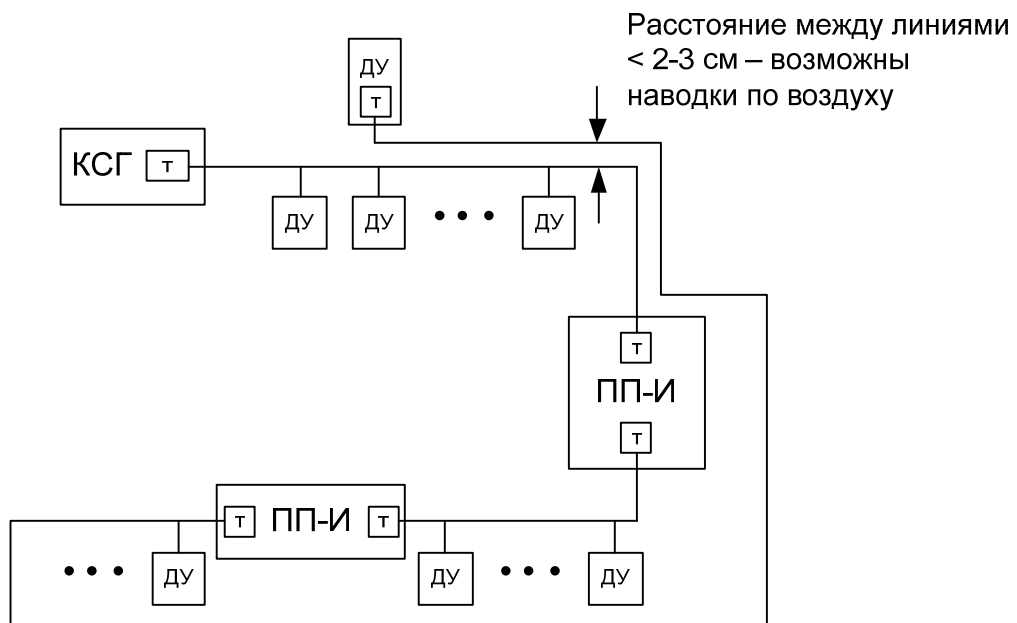 Расстояние между линиями
< 2-3 см – возможны
наводки по воздуху
ДУ
Т
КСГ
Т
ДУ
ДУ
ДУ
Т
ПП-И
Т
Т
ПП-И
Т
ДУ
ДУ
ДУ